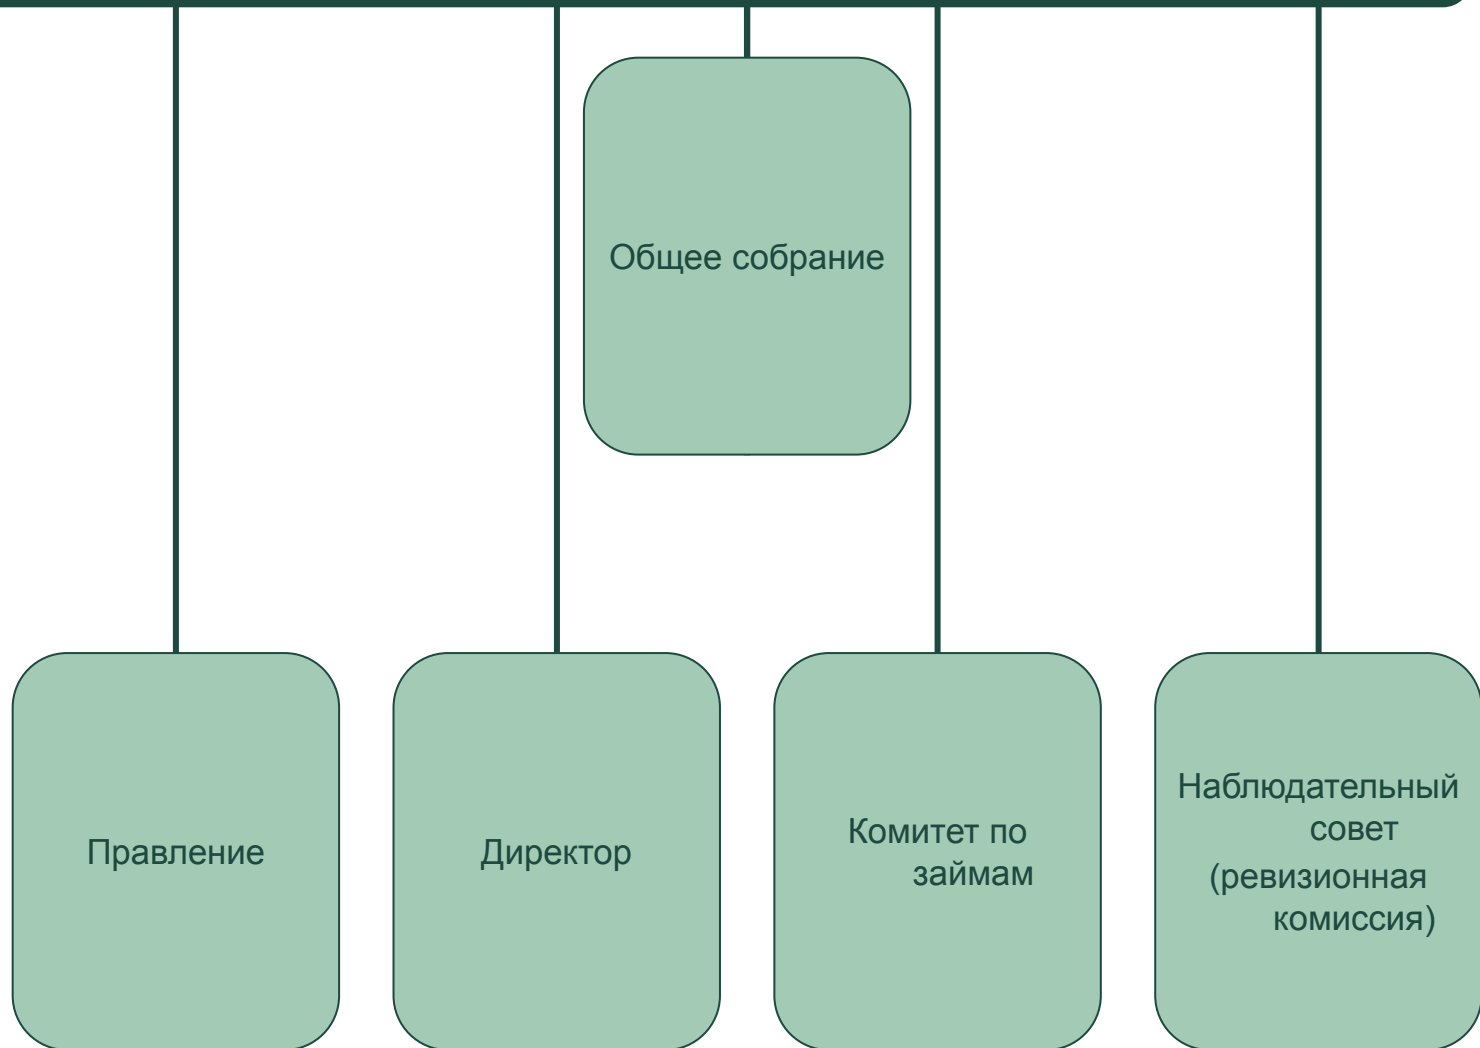 Общее собрание
Правление
Директор
Комитет по
займам
Наблюдательный
совет
(ревизионная
комиссия)